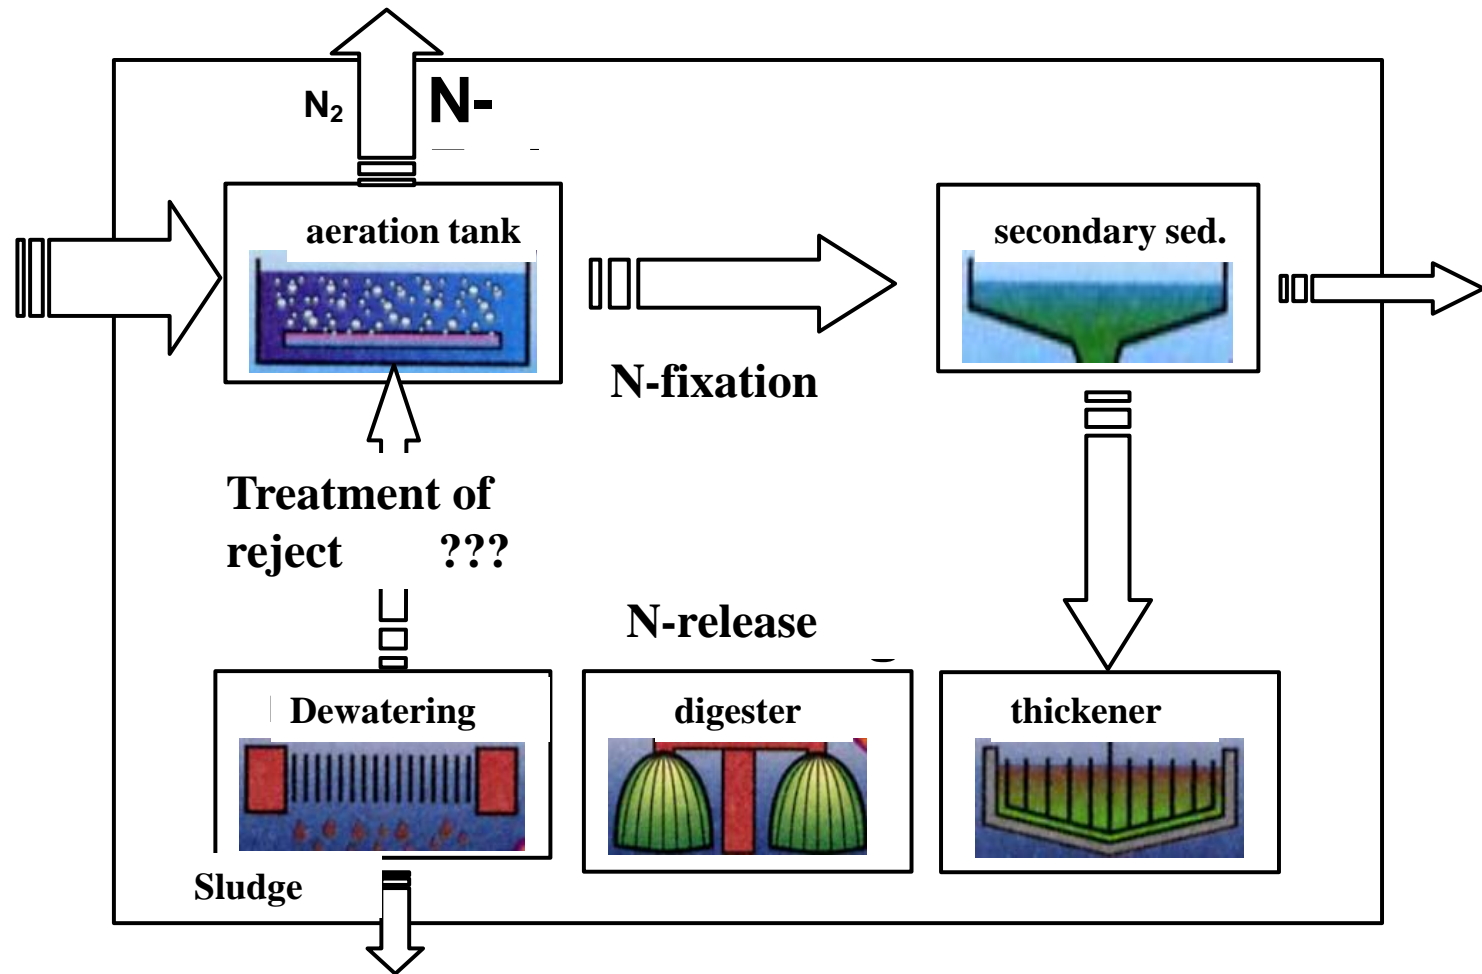 N₂
N-
aeration tank
secondary sed.
N-fixation
Treatment of
reject ???
N-release
Dewatering
digester
thickener
Sludge